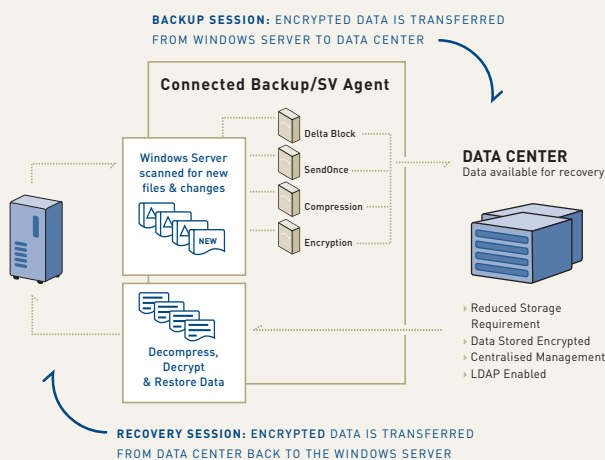 BACKUP SESSION: ENCRYPTED DATA IS TRANSFERRED
FROM WINDOWS SERVER TO DATA CENTER
Connected Backup/SV Agent
Windows Server
scanned for new
files & changes
NEW
Delta Block
SendOnce
Compression
Encryption
DATA CENTER
Data available for recovery
› Reduced Storage
Requirement
› Data Stored Encrypted
› Centralised Management
› LDAP Enabled
Decompress,
Decrypt
& Restore Data
RECOVERY SESSION: ENCRYPTED DATA IS TRANSFERRED
FROM DATA CENTER BACK TO THE WINDOWS SERVER